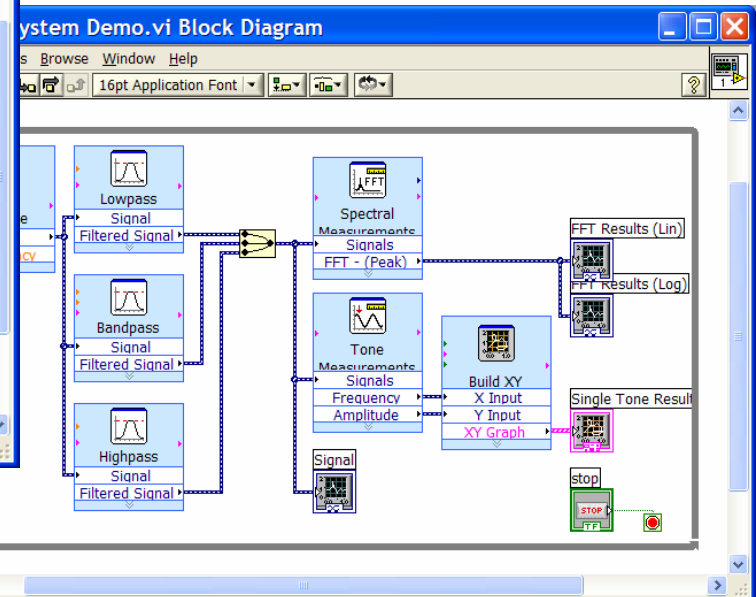 ystem Demo.vi Block Diagram
s Browse Window Help
16pt Application Font
1
e
cy
Lowpass
Signal
Filtered Signal
Bandpass
Signal
Filtered Signal
Highpass
Signal
Filtered Signal
FFT
Spectral
Measurements
Signals
FFT - (Peak)
Tone
Measurements
Signals
Frequency
Amplitude
Build XY
X Input
Y Input
XY Graph
Signal
FFT Results (Lin)
FFT Results (Log)
Single Tone Result
stop
STOP
TF